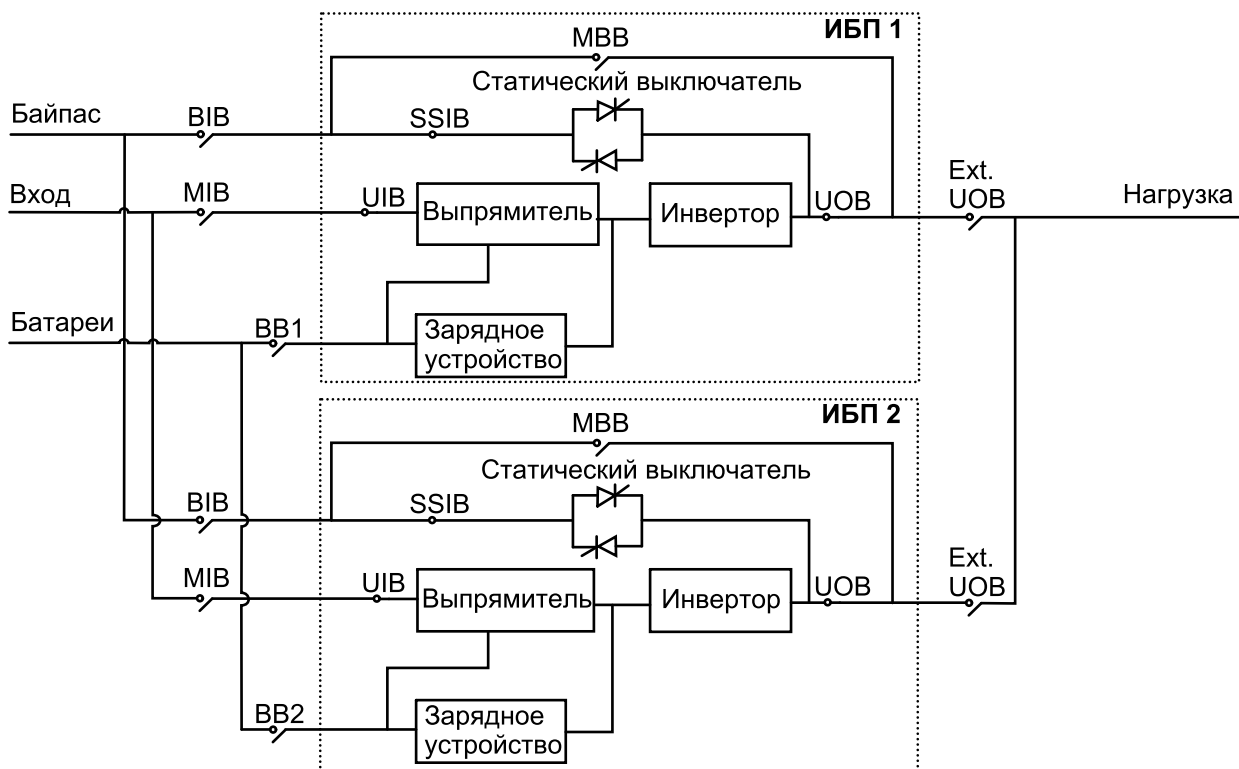 ИБП 1
MBB
Статический выключатель
Байпас
BIB
SSIB
Вход
MIB
UIB
Выпрямитель
Инвертор
UOB
Ext.
UOB
Нагрузка
Батареи
BB1
Зарядное
устройство
ИБП 2
MBB
Статический выключатель
BIB
SSIB
MIB
UIB
Выпрямитель
Инвертор
UOB
Ext.
UOB
BB2
Зарядное
устройство